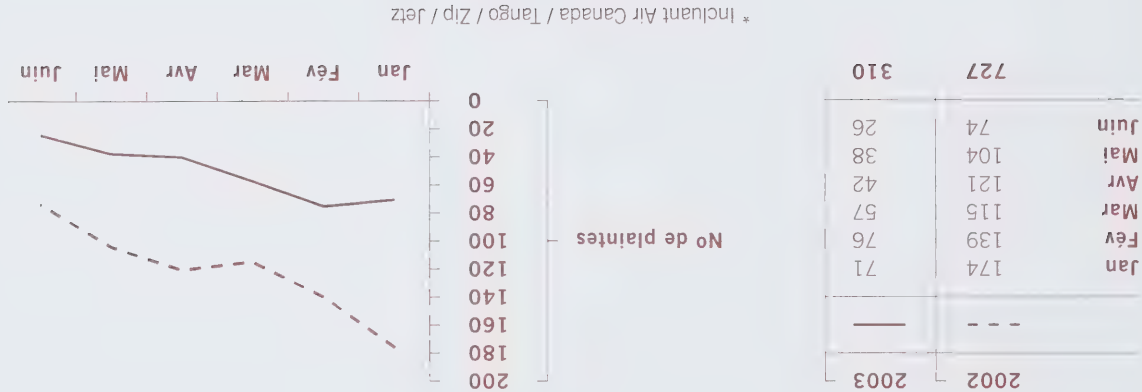 2002 2003
Jan 174 71
Fév 139 76
Mar 115 57
Avr 121 42
Mai 104 38
Juin 74 26
727 310
Nº de plaintes
200
180
160
140
120
100
80
60
40
20
0
Jan Fév Mar Avr Mai Juin
* Incluant Air Canada / Tango / Zip / Jetz